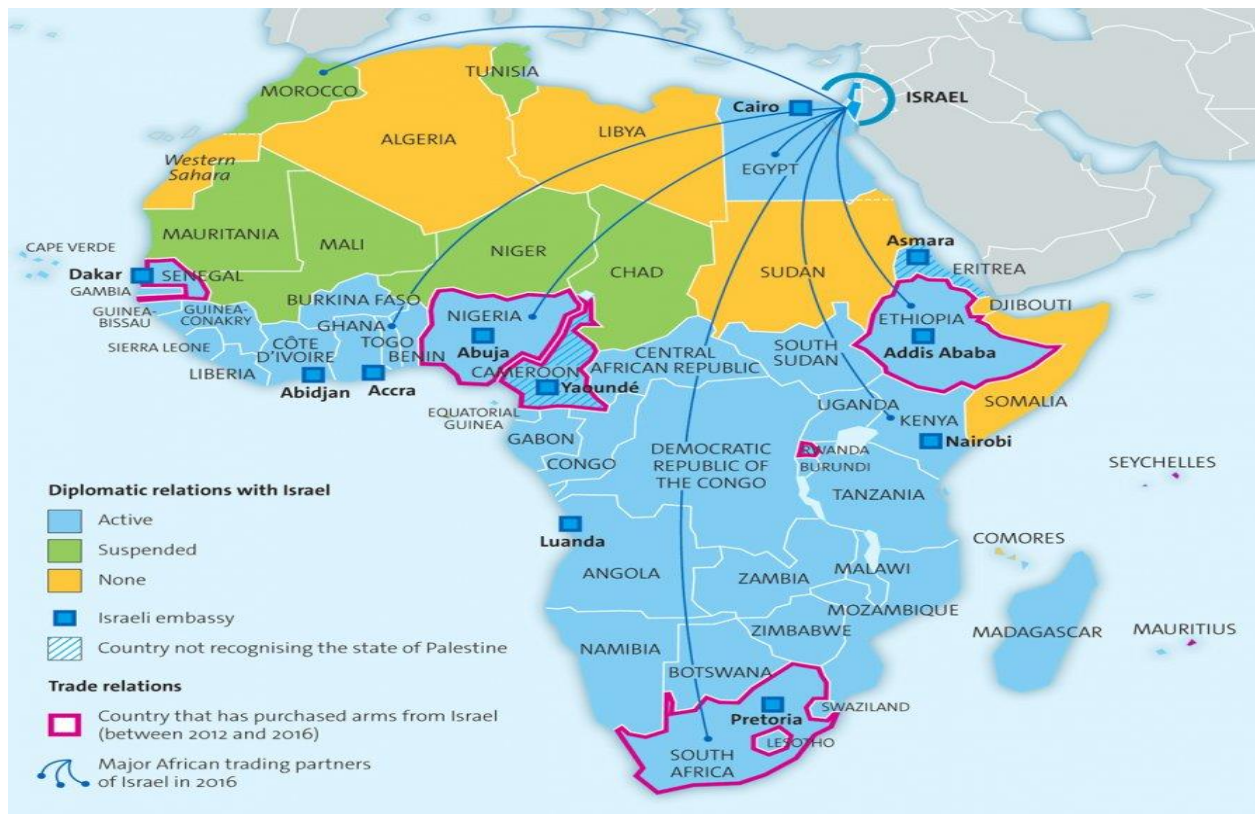 TUNISIA
MOROCCO
Cairo
ISRAEL
ALGERIA
LIBYA
EGYPT
Western
Sahara
MAURITANIA
MALI
NIGER
CHAD
SUDAN
Asmara
ERITREA
CAPE VERDE
Dakar
SENEGAL
GAMBIA
GUINEA-
BISSAU
GUINEA-
CONAKRY
BURKINA FASO
NIGERIA
Abuja
DJIBOUTI
ETHIOPIA
Addis Ababa
SIERRA LEONE
LIBERIA
CÔTE
D'IVOIRE
GHANA
TOGO
BENIN
Abidjan
Accra
CAMEROON
Yaoundé
CENTRAL
AFRICAN REPUBLIC
SOUTH
SUDAN
SOMALIA
EQUATORIAL
GUINEA
GABON
CONGO
DEMOCRATIC
REPUBLIC OF
THE CONGO
UGANDA
KENYA
Nairobi
RWANDA
BURUNDI
TANZANIA
SEYCHELLES
Luanda
ANGOLA
ZAMBIA
MALAWI
COMORES
MOZAMBIQUE
ZIMBABWE
MADAGASCAR
MAURITIUS
NAMIBIA
BOTSWANA
Pretoria
SWAZILAND
LESOTHO
SOUTH
AFRICA
Diplomatic relations with Israel
Active
Suspended
None
Israeli embassy
Country not recognising the state of Palestine
Trade relations
Country that has purchased arms from Israel
(between 2012 and 2016)
Major African trading partners
of Israel in 2016